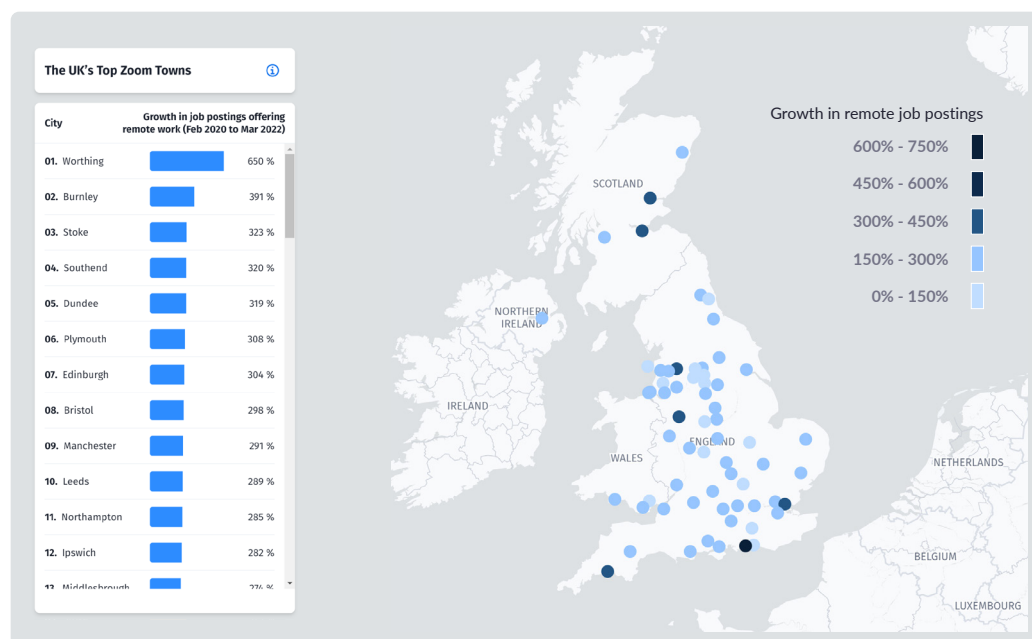 The UK's Top Zoom Towns
City
Growth in job postings offering
remote work (Feb 2020 to Mar 2022)
01. Worthing 650 %
02. Burnley 391 %
03. Stoke 323 %
04. Southend 320 %
05. Dundee 319 %
06. Plymouth 308 %
07. Edinburgh 304 %
08. Bristol 298 %
09. Manchester 291 %
10. Leeds 289 %
11. Northampton 285 %
12. Ipswich 282 %
13. Middlesbrough 274 %
Growth in remote job postings
600% - 750%
450% - 600%
300% - 450%
150% - 300%
0% - 150%
SCOTLAND
NORTHERN
IRELAND
IRELAND
ENGLAND
WALES
NETHERLANDS
BELGIUM
LUXEMBOURG